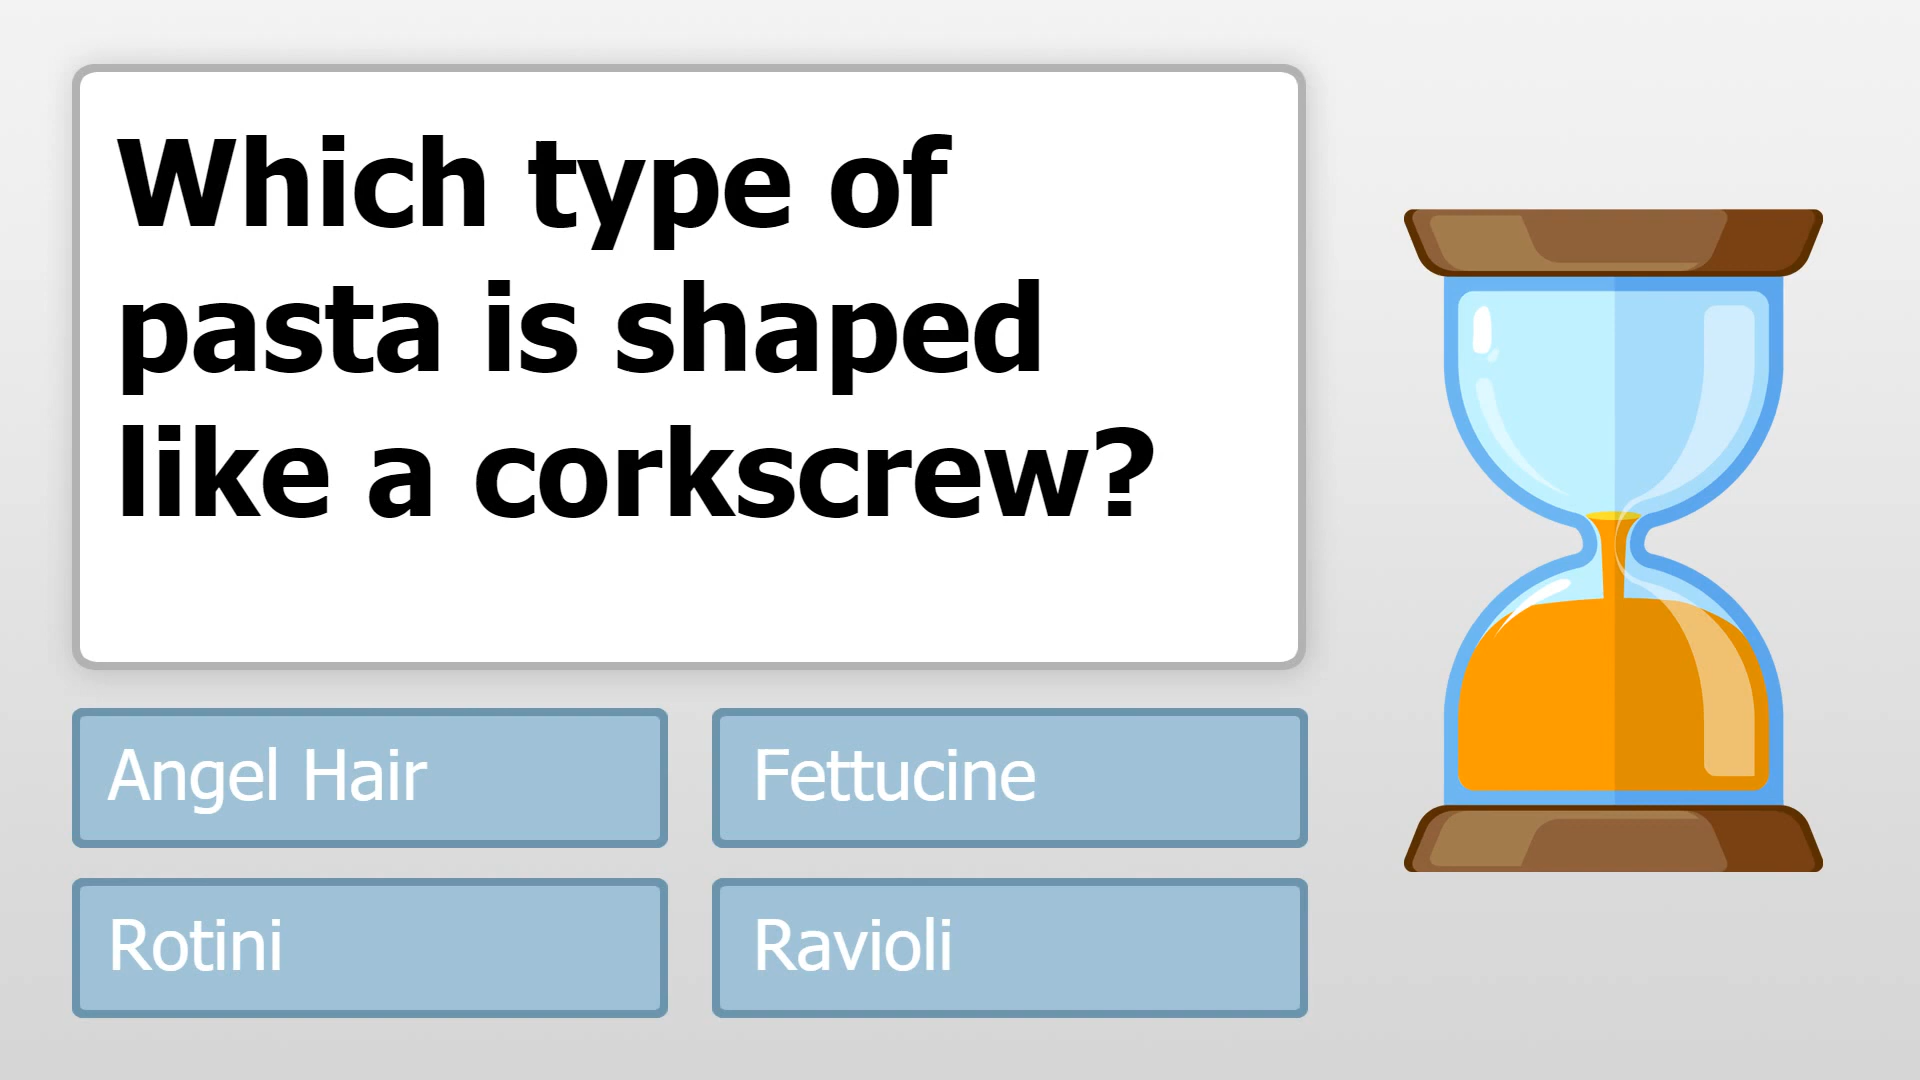 Which type of
pasta is shaped
like a corkscrew?
Angel Hair
Fettucine
Rotini
Ravioli